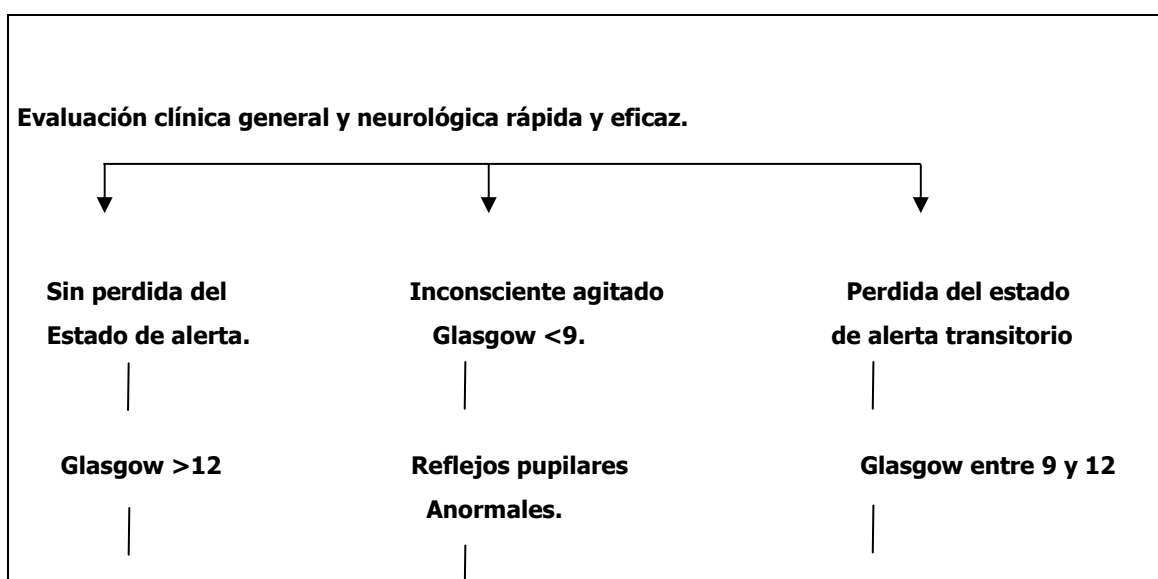 Evaluación clínica general y neurológica rápida y eficaz.
Sin perdida del
Estado de alerta.
Glasgow >12
Inconsciente agitado
Glasgow <9.
Reflejos pupilares
Anormales.
Perdida del estado
de alerta transitorio
Glasgow entre 9 y 12